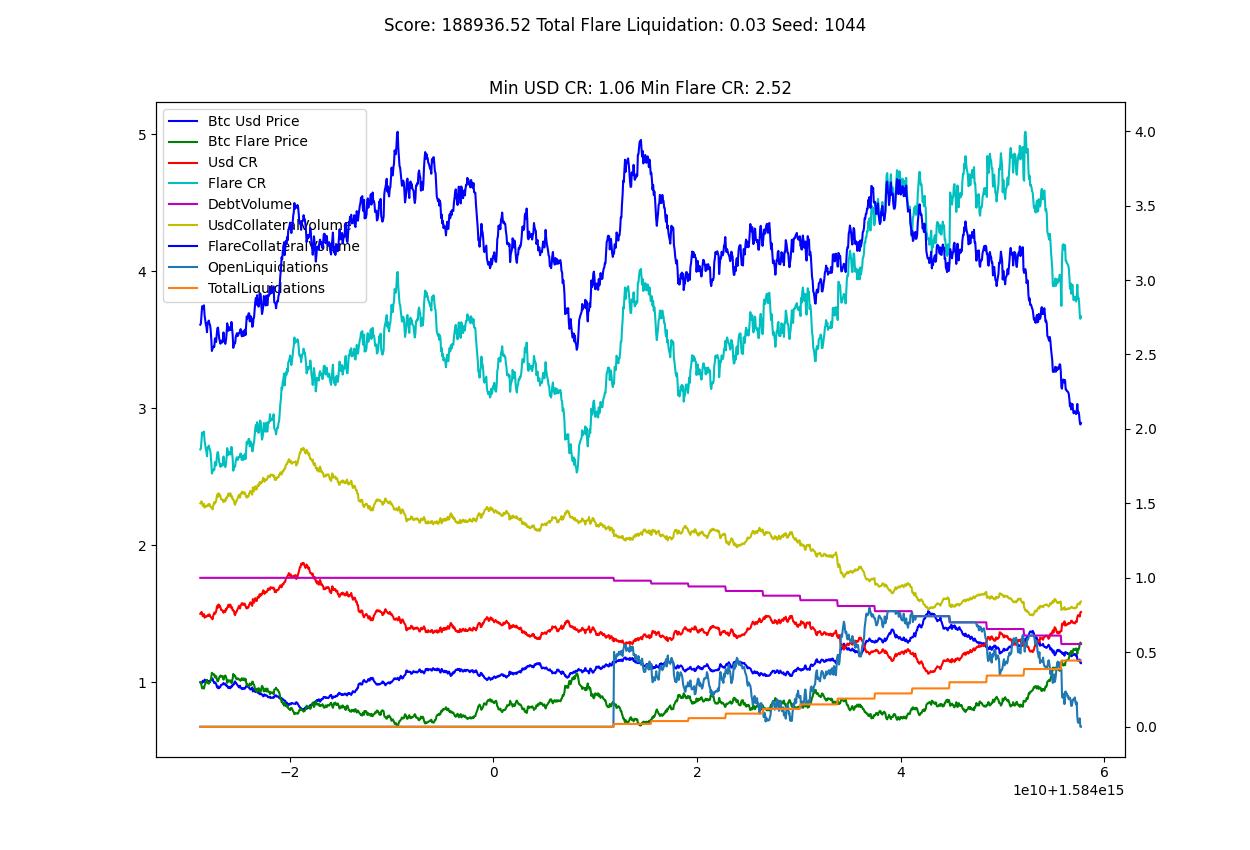 Score: 188936.52 Total Flare Liquidation: 0.03 Seed: 1044
Min USD CR: 1.06 Min Flare CR: 2.52
Btc Usd Price
Btc Flare Price
Usd CR
Flare CR
DebtVolume
UsdCollateralVolume
FlareCollateralVolume
OpenLiquidations
TotalLiquidations
5
4
3
2
1
4.0
3.5
3.0
2.5
2.0
1.5
1.0
0.5
0.0
−2 0 2 4 6
1e10+1.584e15